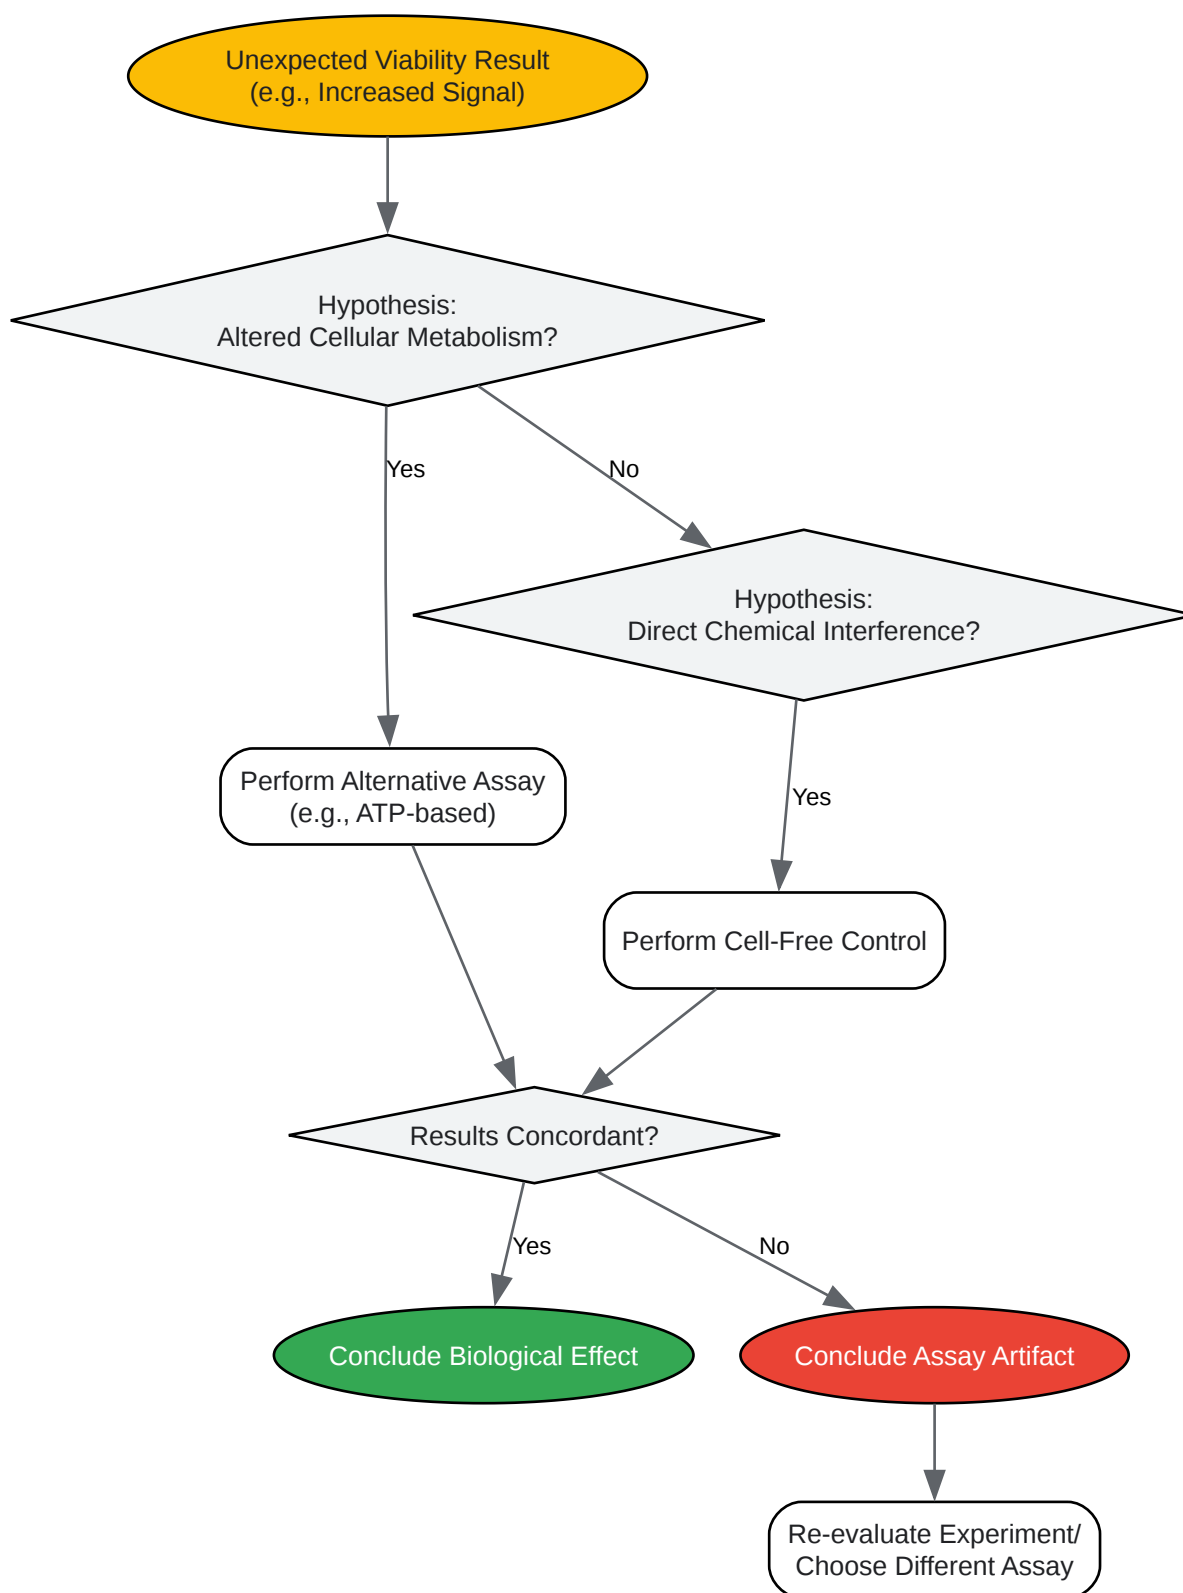 Unexpected Viability Result
(e.g., Increased Signal)
Hypothesis:
Altered Cellular Metabolism?
Yes
No
Hypothesis:
Direct Chemical Interference?
Perform Alternative Assay
(e.g., ATP-based)
Yes
Perform Cell-Free Control
Results Concordant?
Yes
No
Conclude Biological Effect
Conclude Assay Artifact
Re-evaluate Experiment/
Choose Different Assay